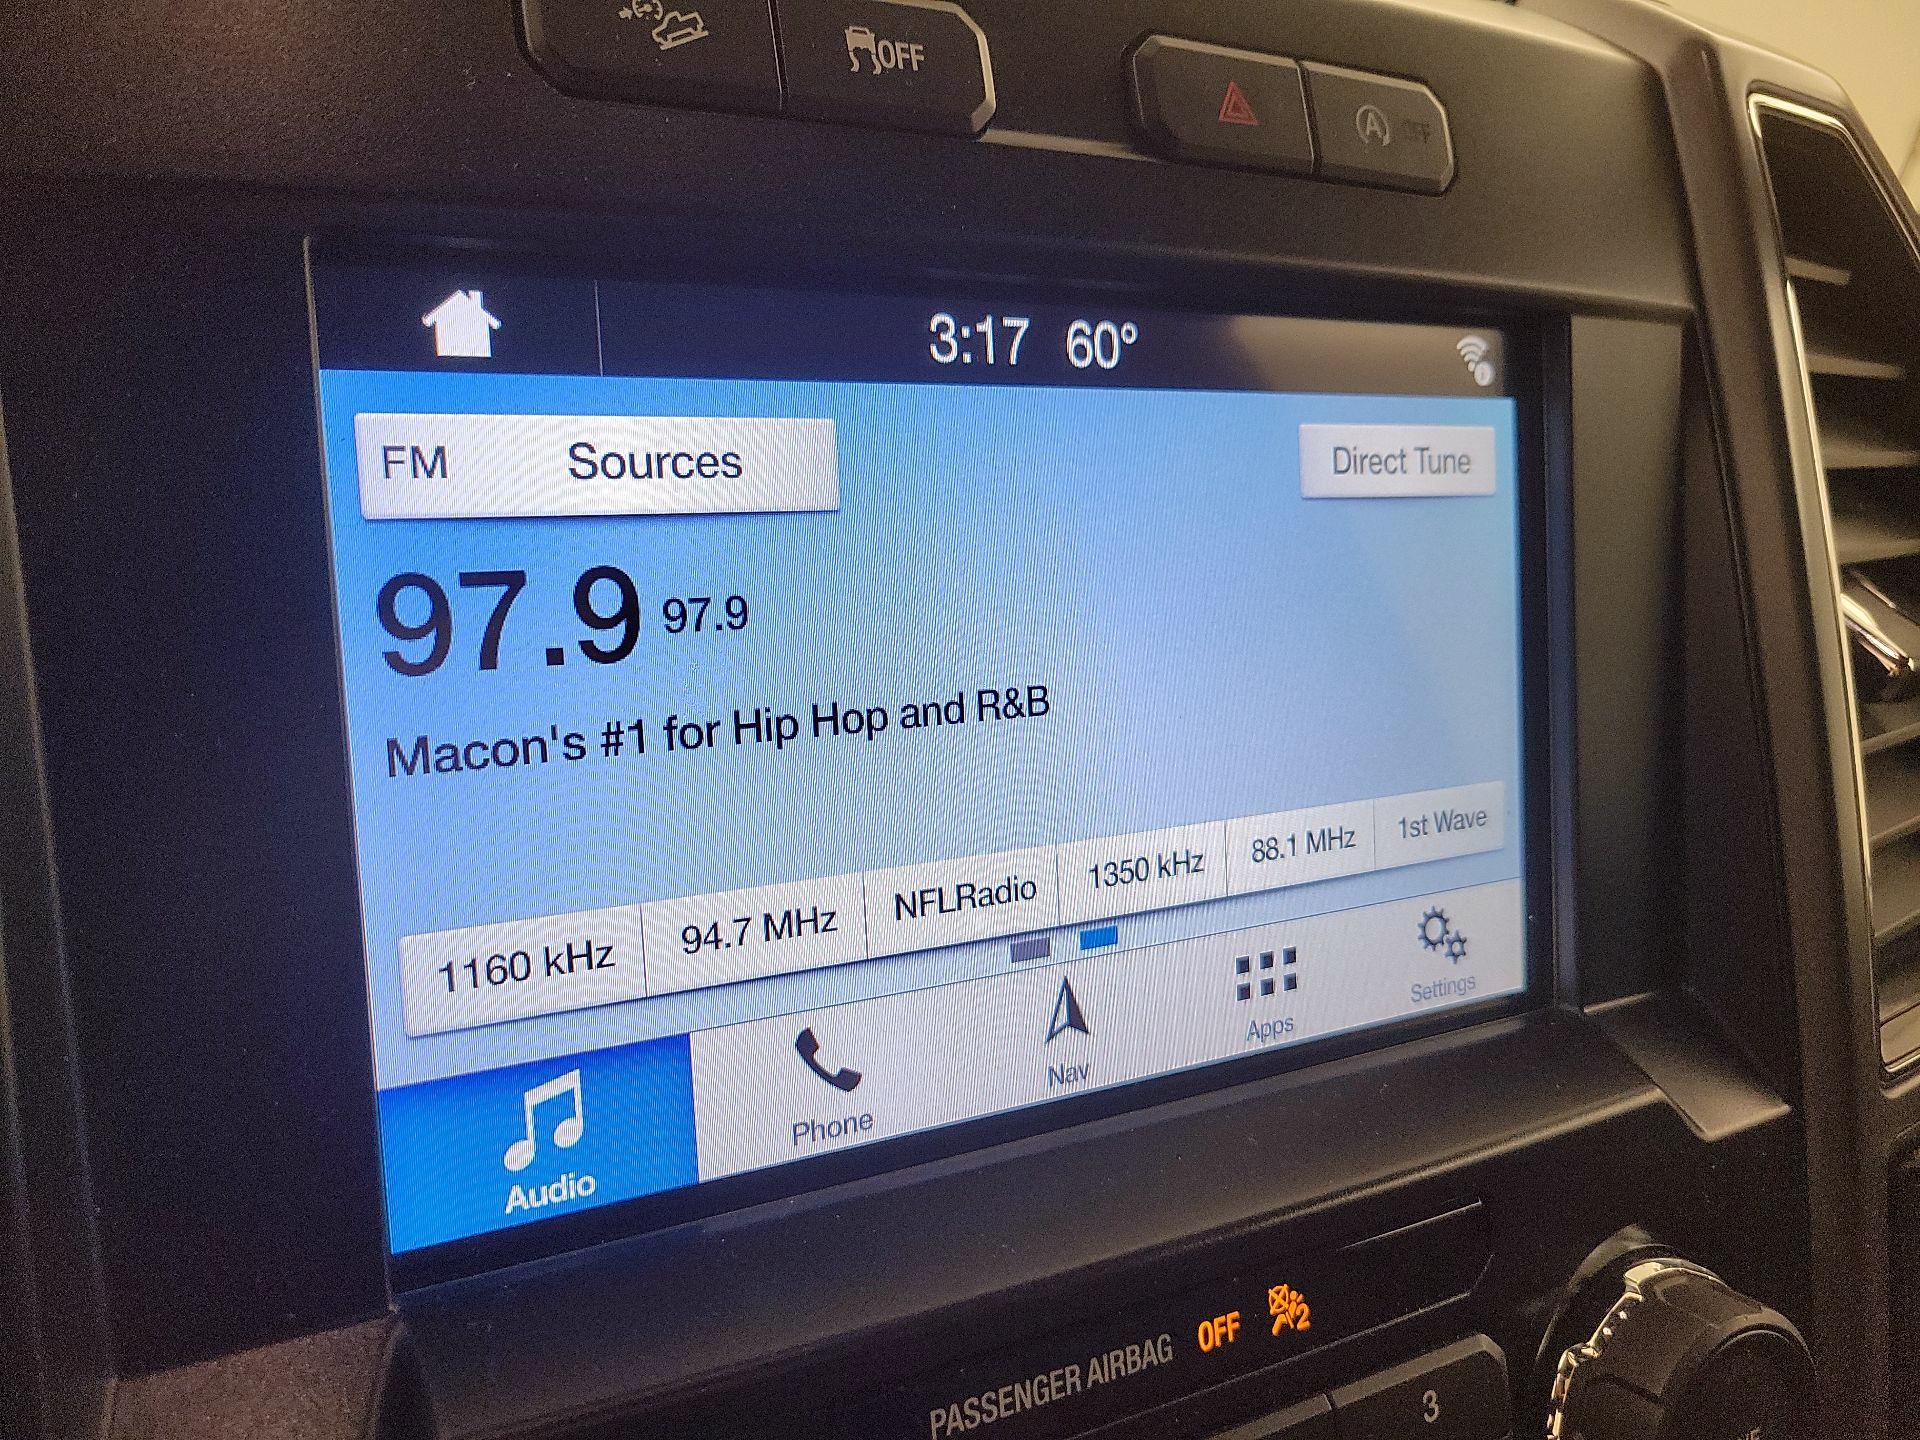 OFF
A OFF
3:17 60°
FM Sources
Direct Tune
97.9 97.9
Macon's #1 for Hip Hop and R&B
1160 kHz
94.7 MHz
NFLRadio
1350 kHz
88.1 MHz
1st Wave
Audio
Phone
Nav
Apps
Settings
PASSENGER AIRBAG OFF 2
3